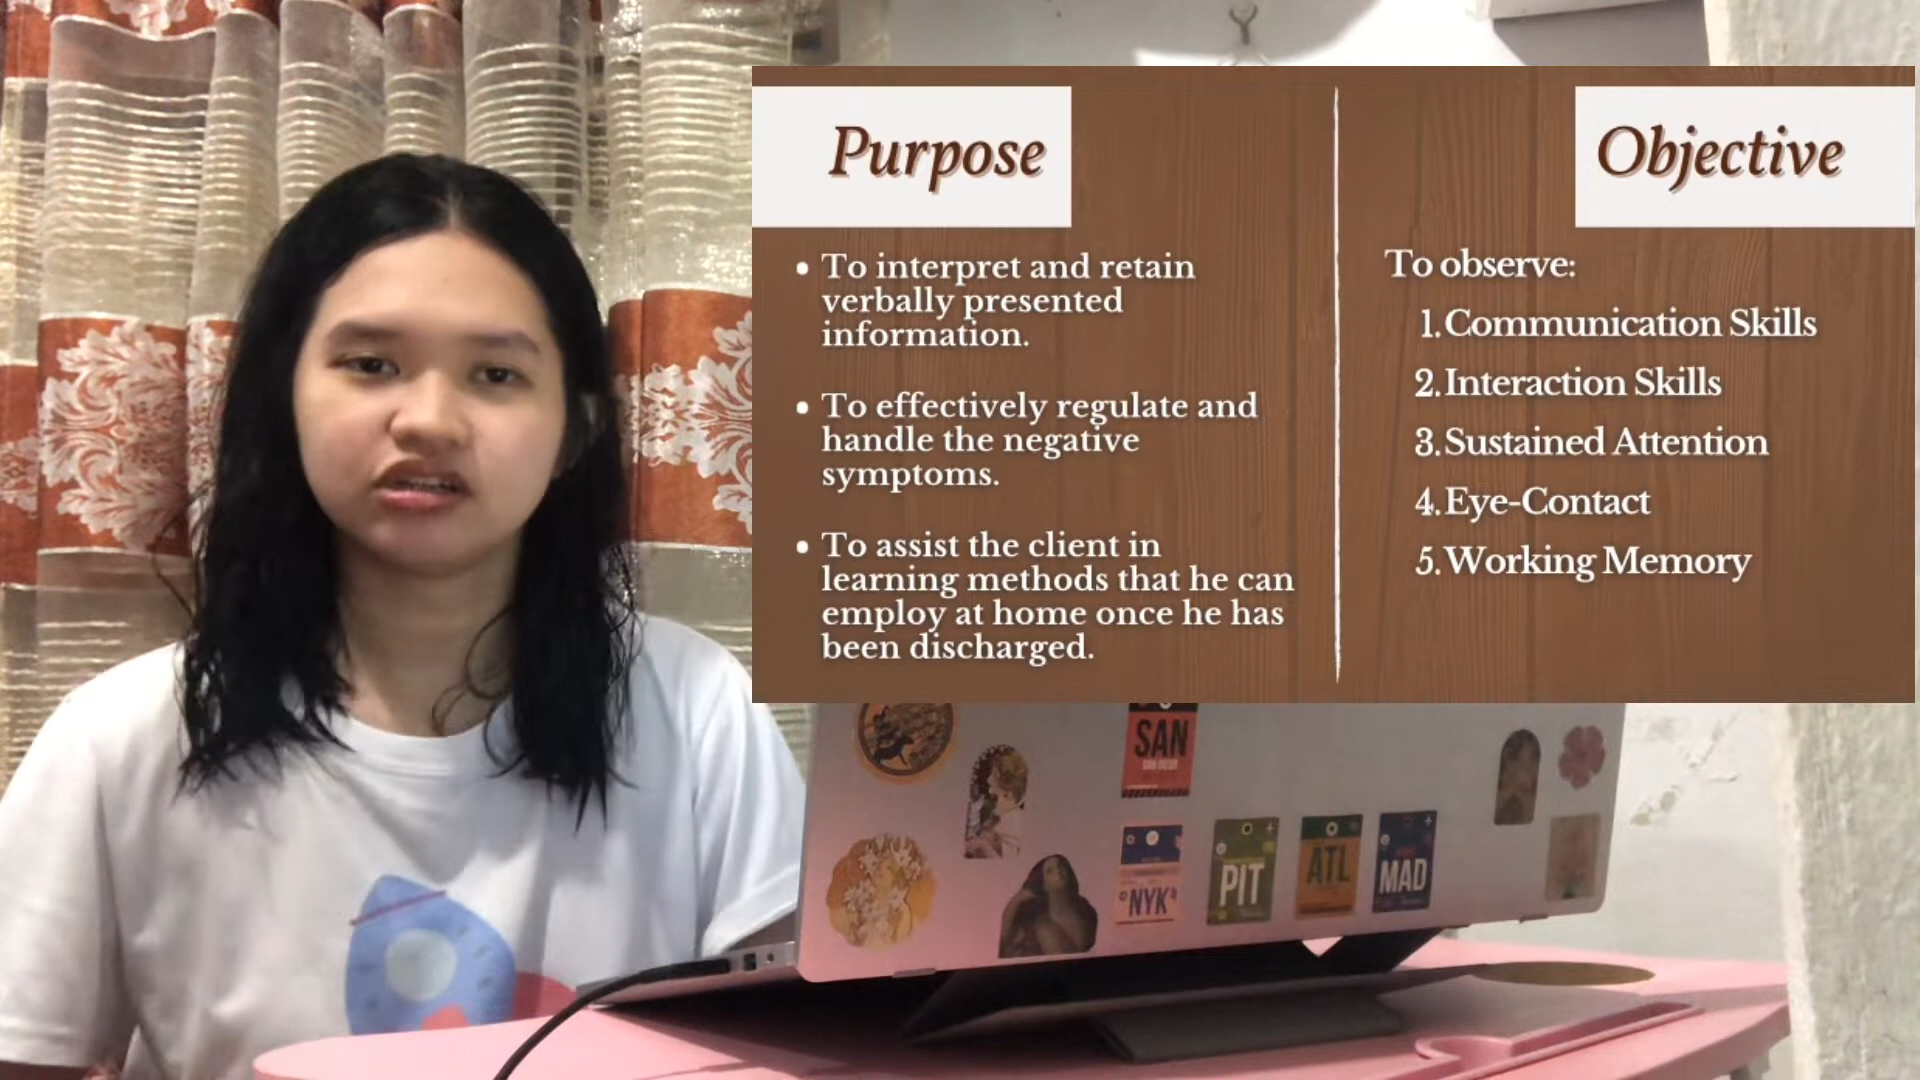 Purpose
To interpret and retain
verbally presented
information.
To effectively regulate and
handle the negative
symptoms.
To assist the client in
learning methods that he can
employ at home once he has
been discharged.
Objective
To observe:
1. Communication Skills
2. Interaction Skills
3. Sustained Attention
4. Eye-Contact
5. Working Memory
SAN
SAN DIEGO
NYK
PIT
ATL
MAD